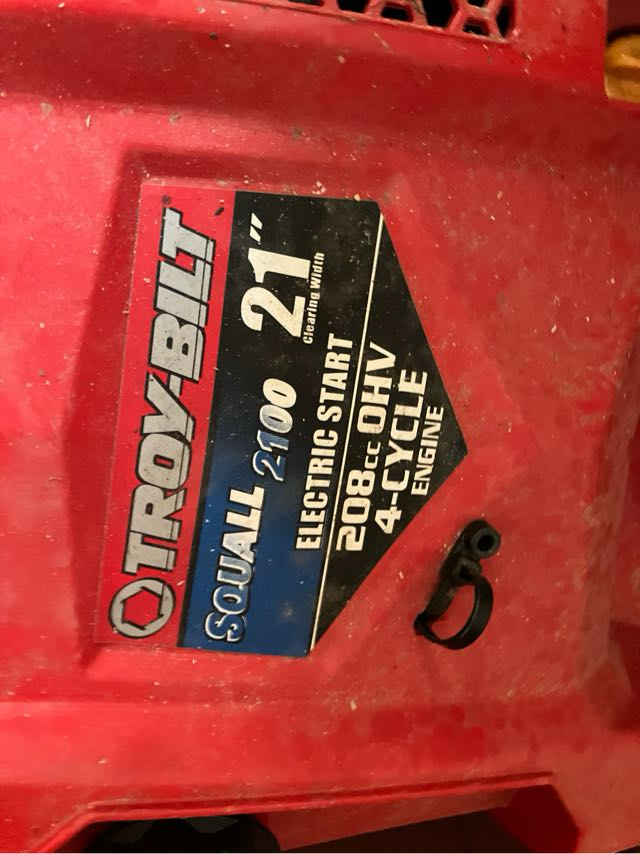 TROY-BILT®
SQUALL 2100 21"
Clearing Width
ELECTRIC START
208cc OHV
4-CYCLE
ENGINE